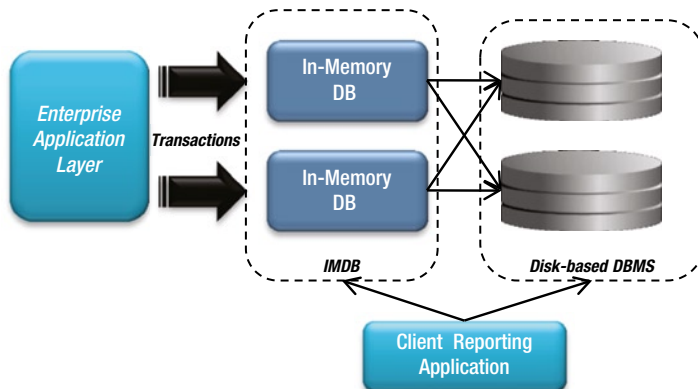 Enterprise
Application
Layer
Transactions
In-Memory
DB
In-Memory
DB
IMDB
Disk-based DBMS
Client Reporting
Application